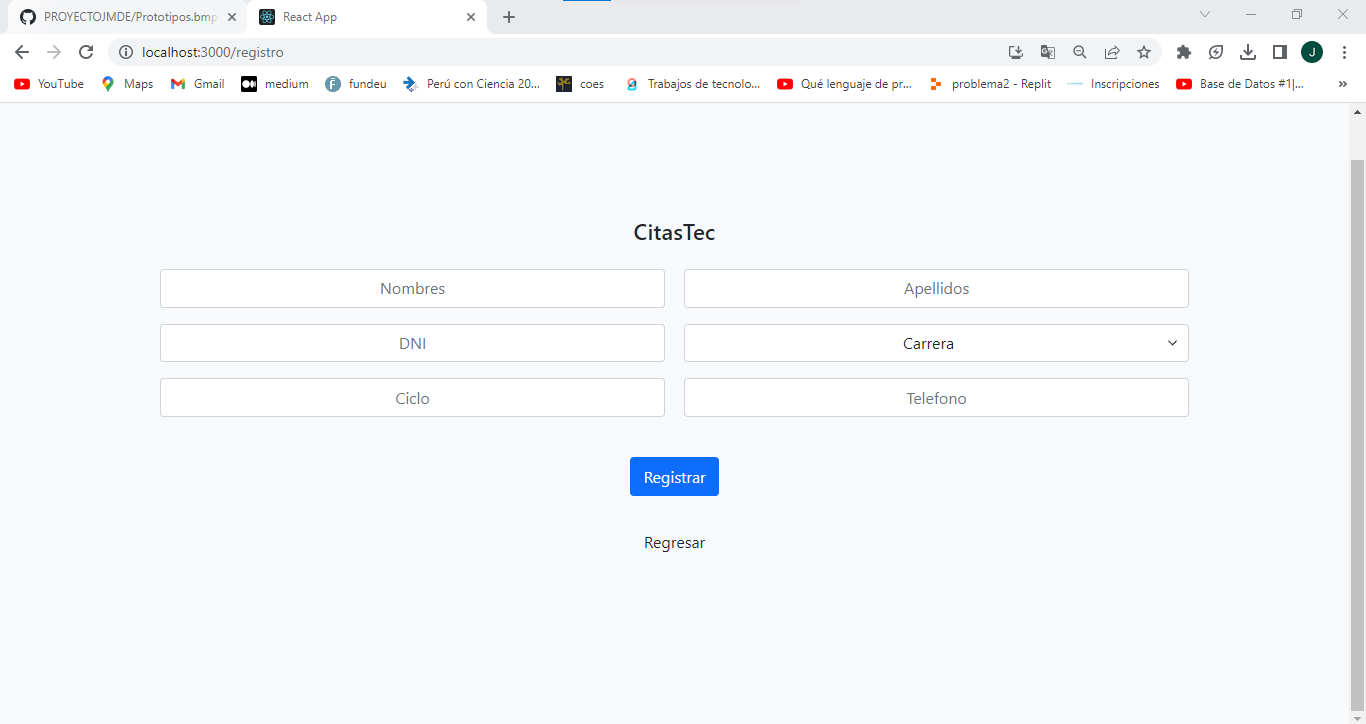 PROYECTOJMDE/Prototipos.bmp
React App
localhost:3000/registro
J
YouTube
Maps
Gmail
medium
fundeu
Perú con Ciencia 20...
coes
Trabajos de tecnolo...
Qué lenguaje de pr...
problema2 - Replit
Inscripciones
Base de Datos #1|...
»
CitasTec
Nombres
Apellidos
DNI
Carrera
Ciclo
Telefono
Registrar
Regresar